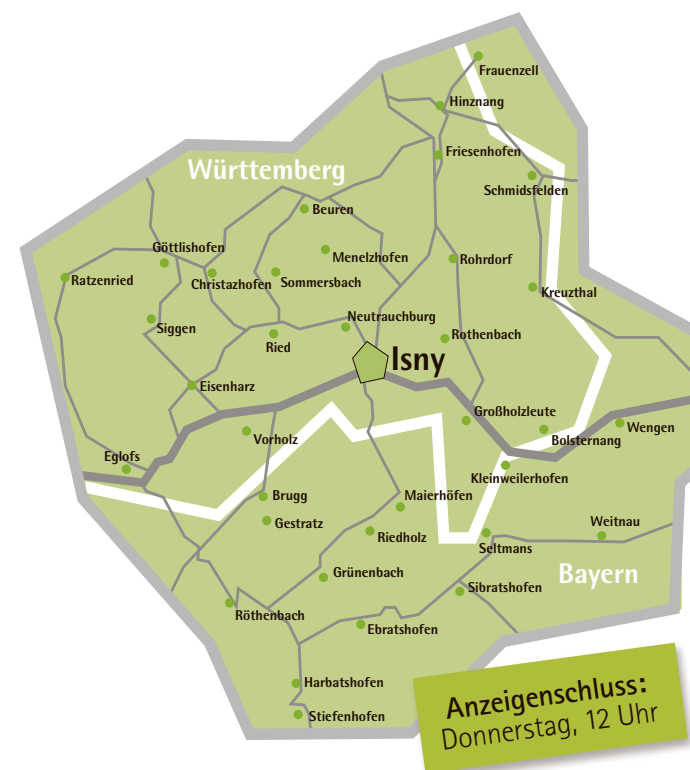 Frauenzell
Hinznang
Friesenhofen
Württemberg
Schmidsfelden
Beuren
Göttlishofen
Menelzhofen
Rohrdorf
Ratzenried
Christazhofen
Sommersbach
Kreuzthal
Neutrauchburg
Siggen
Ried
Rothenbach
Isny
Eisenharz
Großholzleute
Vorholz
Bolsternang
Wengen
Eglofs
Kleinweilerhofen
Brugg
Maierhöfen
Gestratz
Weitnau
Riedholz
Seltmans
Grünenbach
Bayern
Sibratshofen
Röthenbach
Ebratshofen
Harbatshofen
Stiefenhofen
Anzeigenschluss:
Donnerstag, 12 Uhr